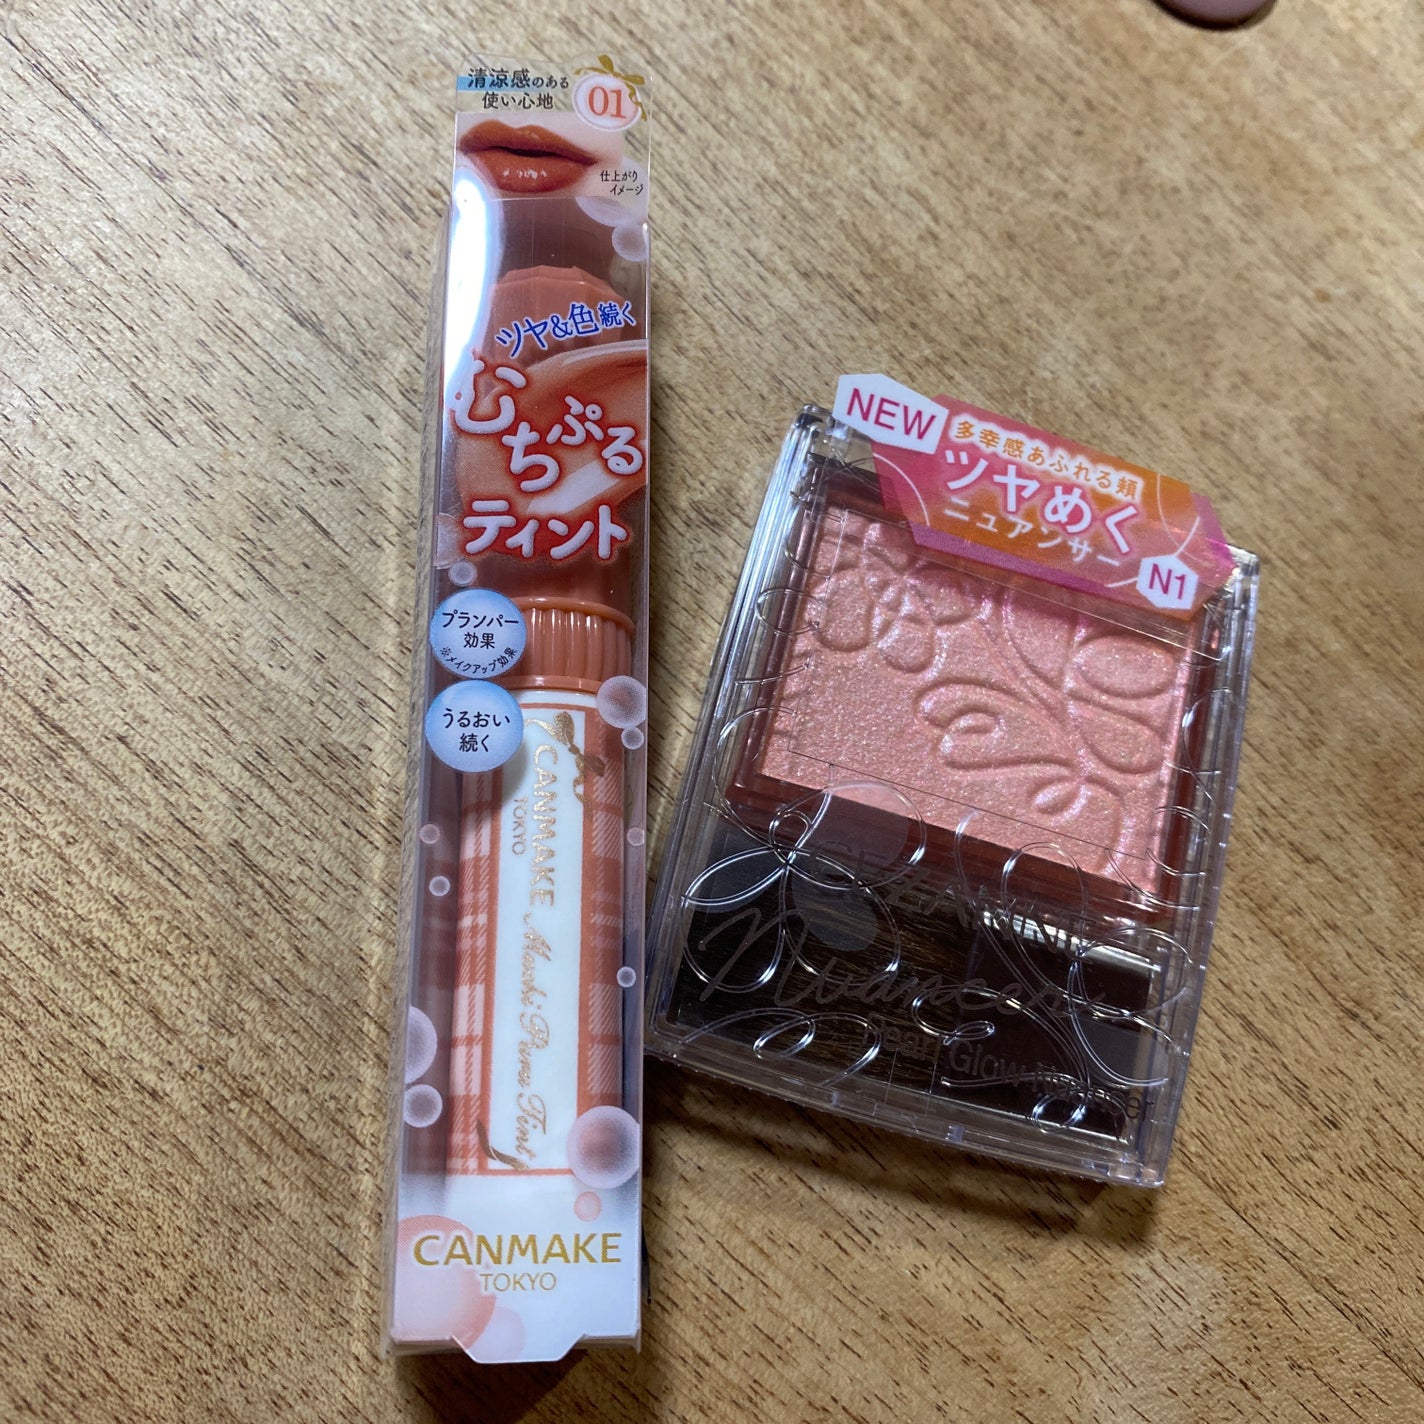 清涼感のある
使い心地
01
仕上がり
イメージ
ツヤ&色続く
むちぷる
ティント
プランパー
効果
※メイクアップ効果
うるおい
続く
CANMAKE
TOKYO
CANMAKE
TOKYO
NEW
多幸感あふれる頬
ツヤめく
ニュアンサー
N1
CEZANNE
Nuancer
Pearl Glow Nuancer